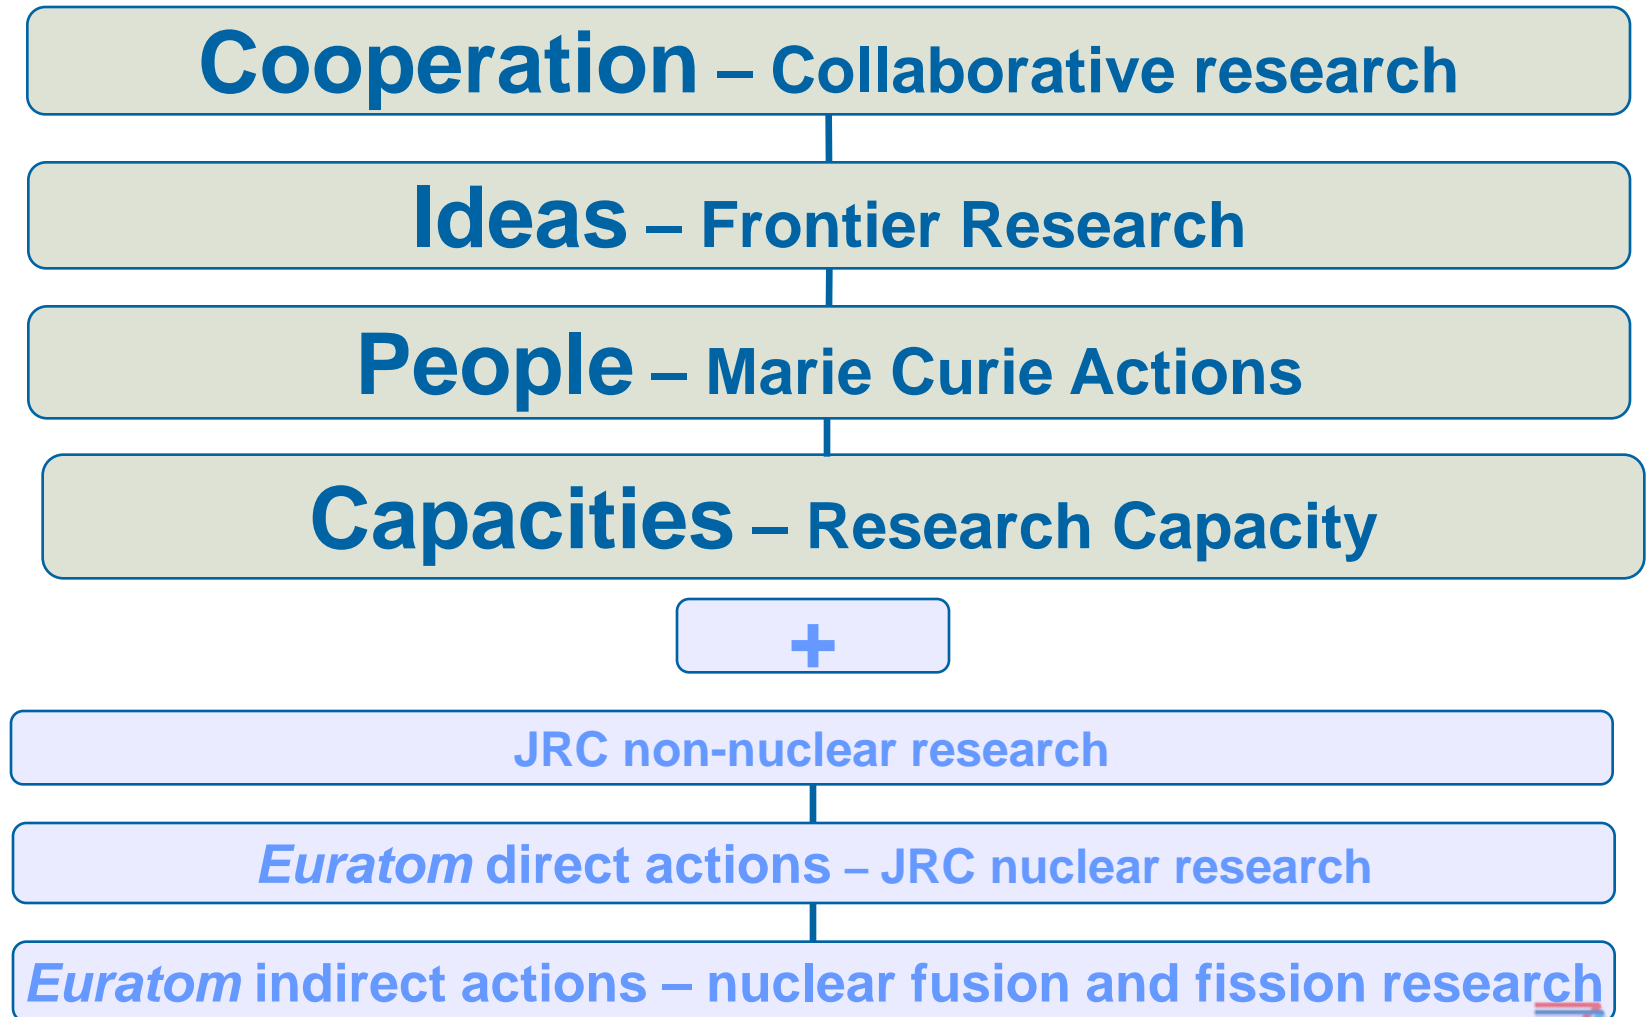 Cooperation – Collaborative research
Ideas – Frontier Research
People – Marie Curie Actions
Capacities – Research Capacity
+
JRC non-nuclear research
Euratom direct actions – JRC nuclear research
Euratom indirect actions – nuclear fusion and fission research